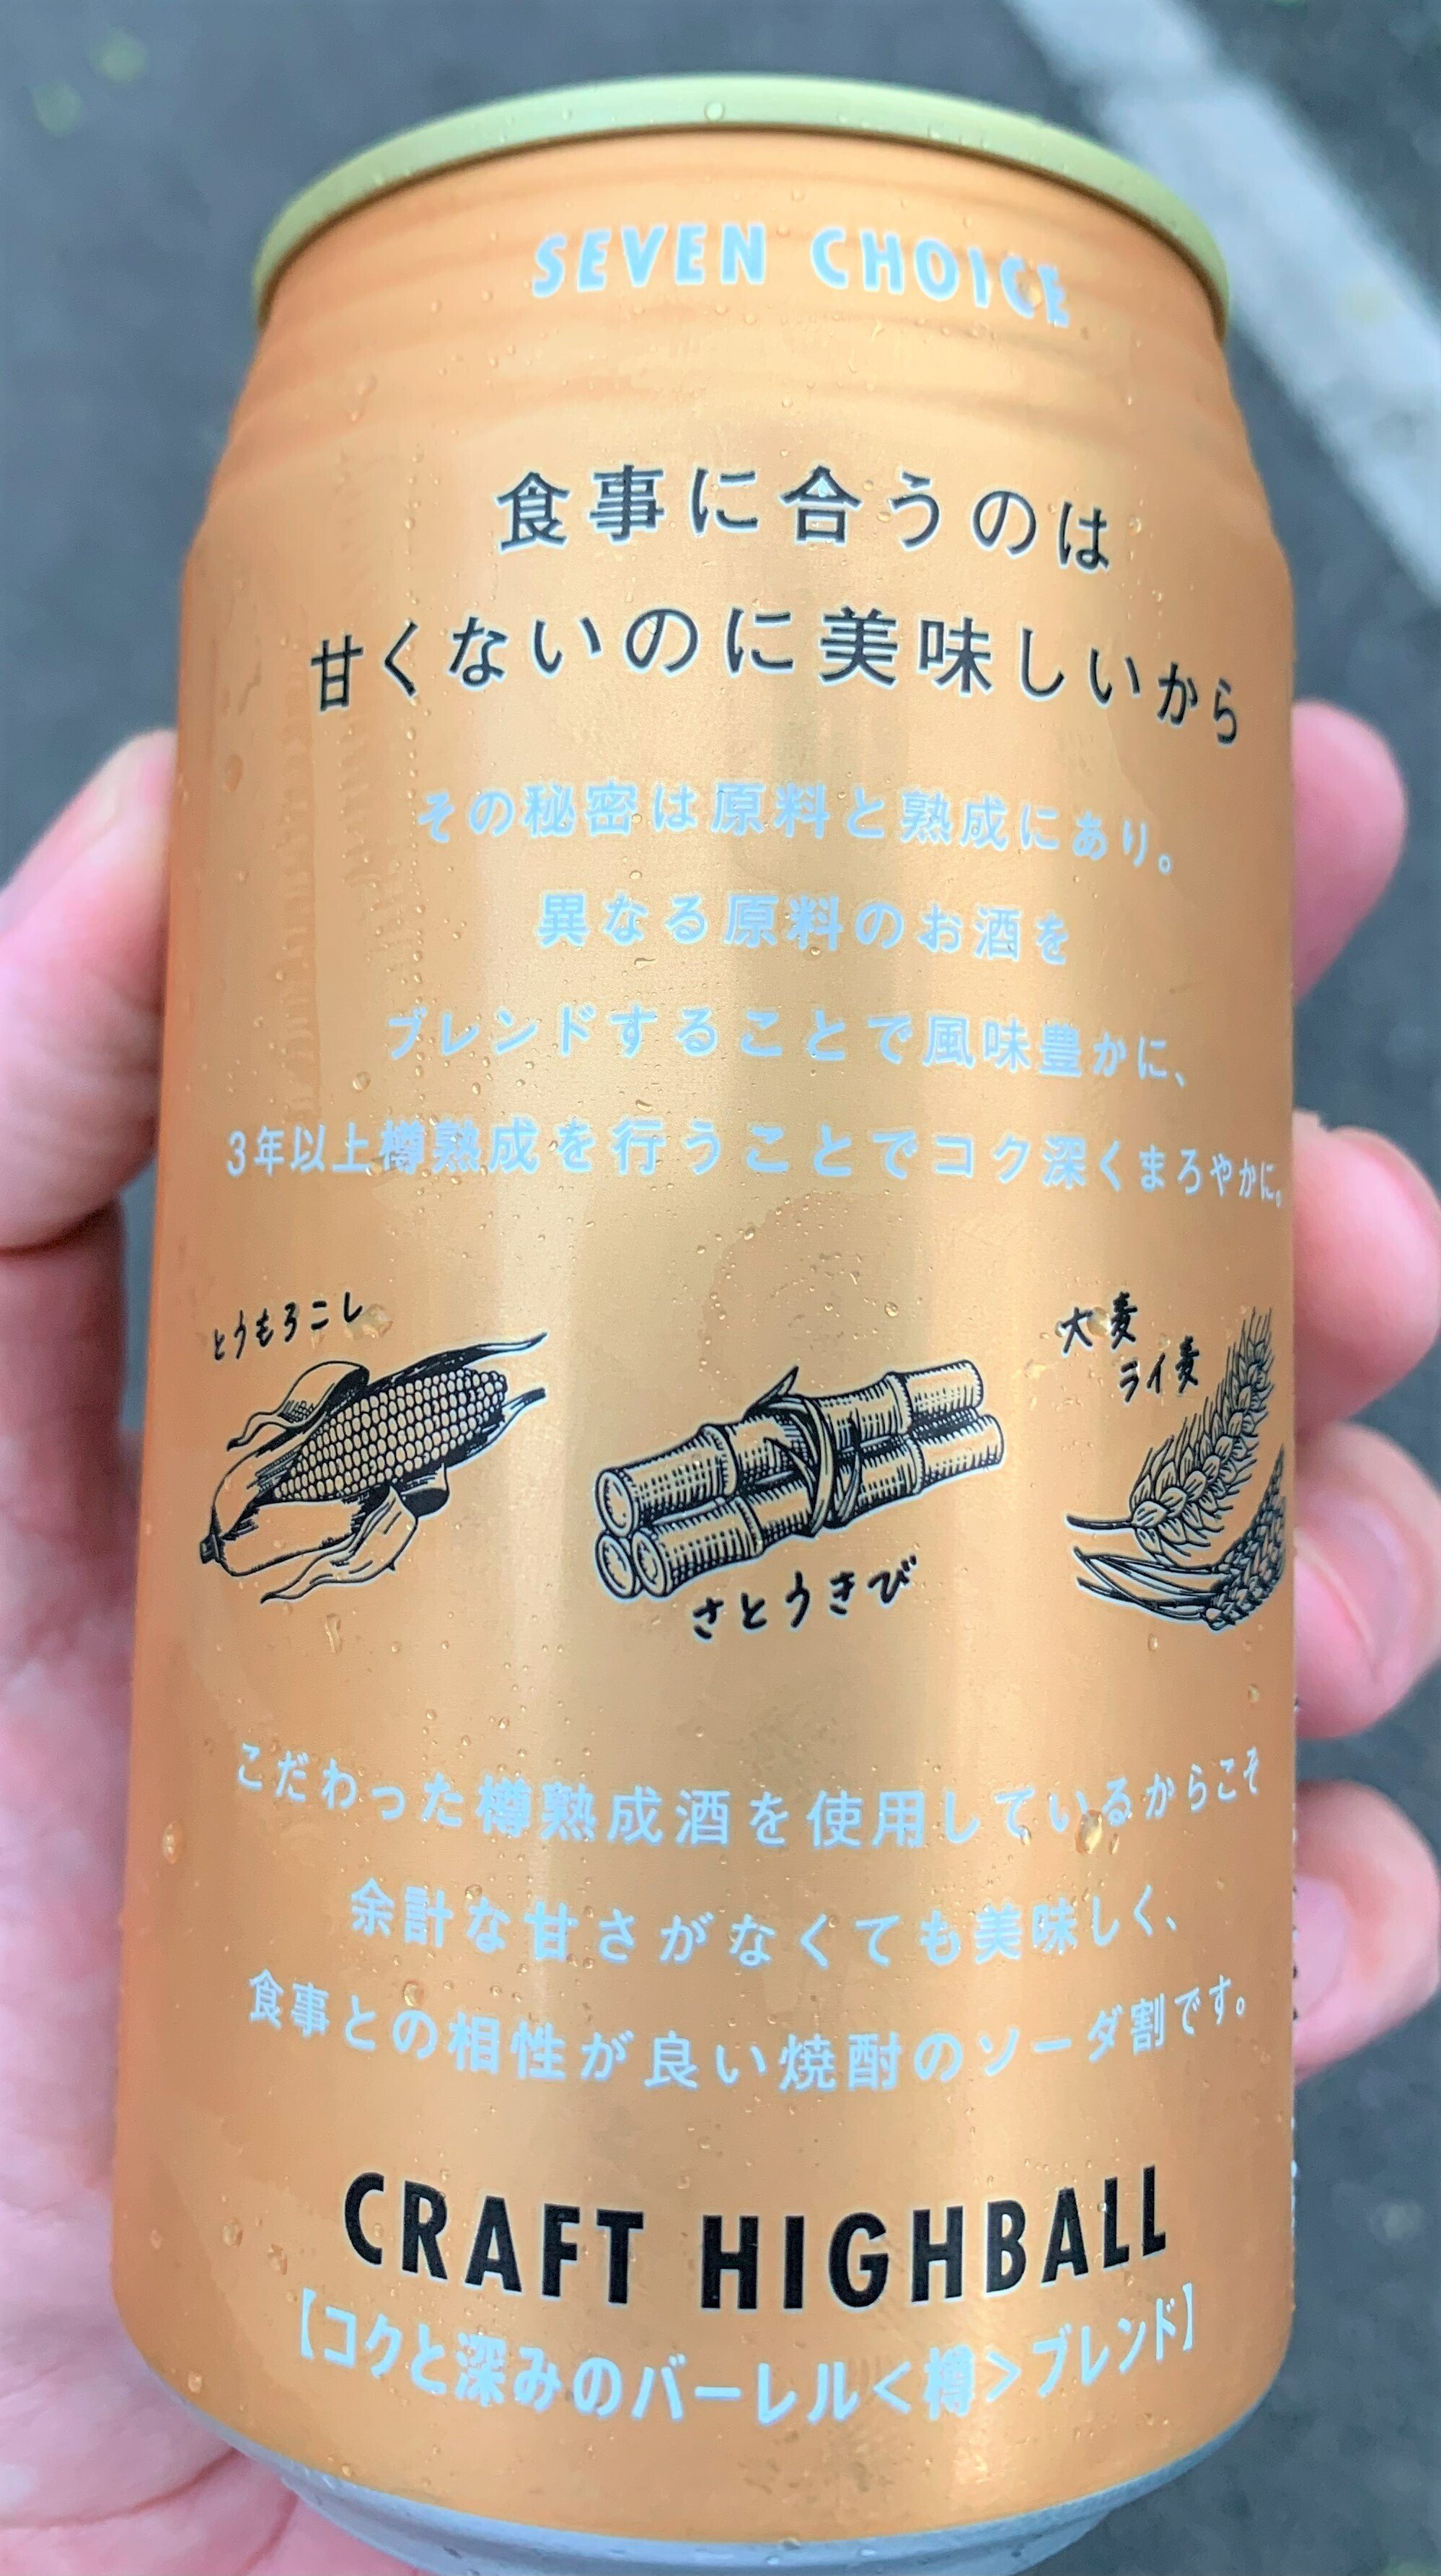 SEVEN CHOICE
食事に合うのは
甘くないのに美味しいから
その秘密は原料と熟成にあり。
異なる原料のお酒を
ブレンドすることで風味豊かに、
3年以上樽熟成を行うことでコク深くまろやかに。
とうもろこし
さとうきび
大麦
ライ麦
こだわった樽熟成酒を使用しているからこそ
余計な甘さがなくても美味しく、
食事との相性が良い焼酎のソーダ割です。
CRAFT HIGHBALL
【コクと深みのバーレル<樽>ブレンド】